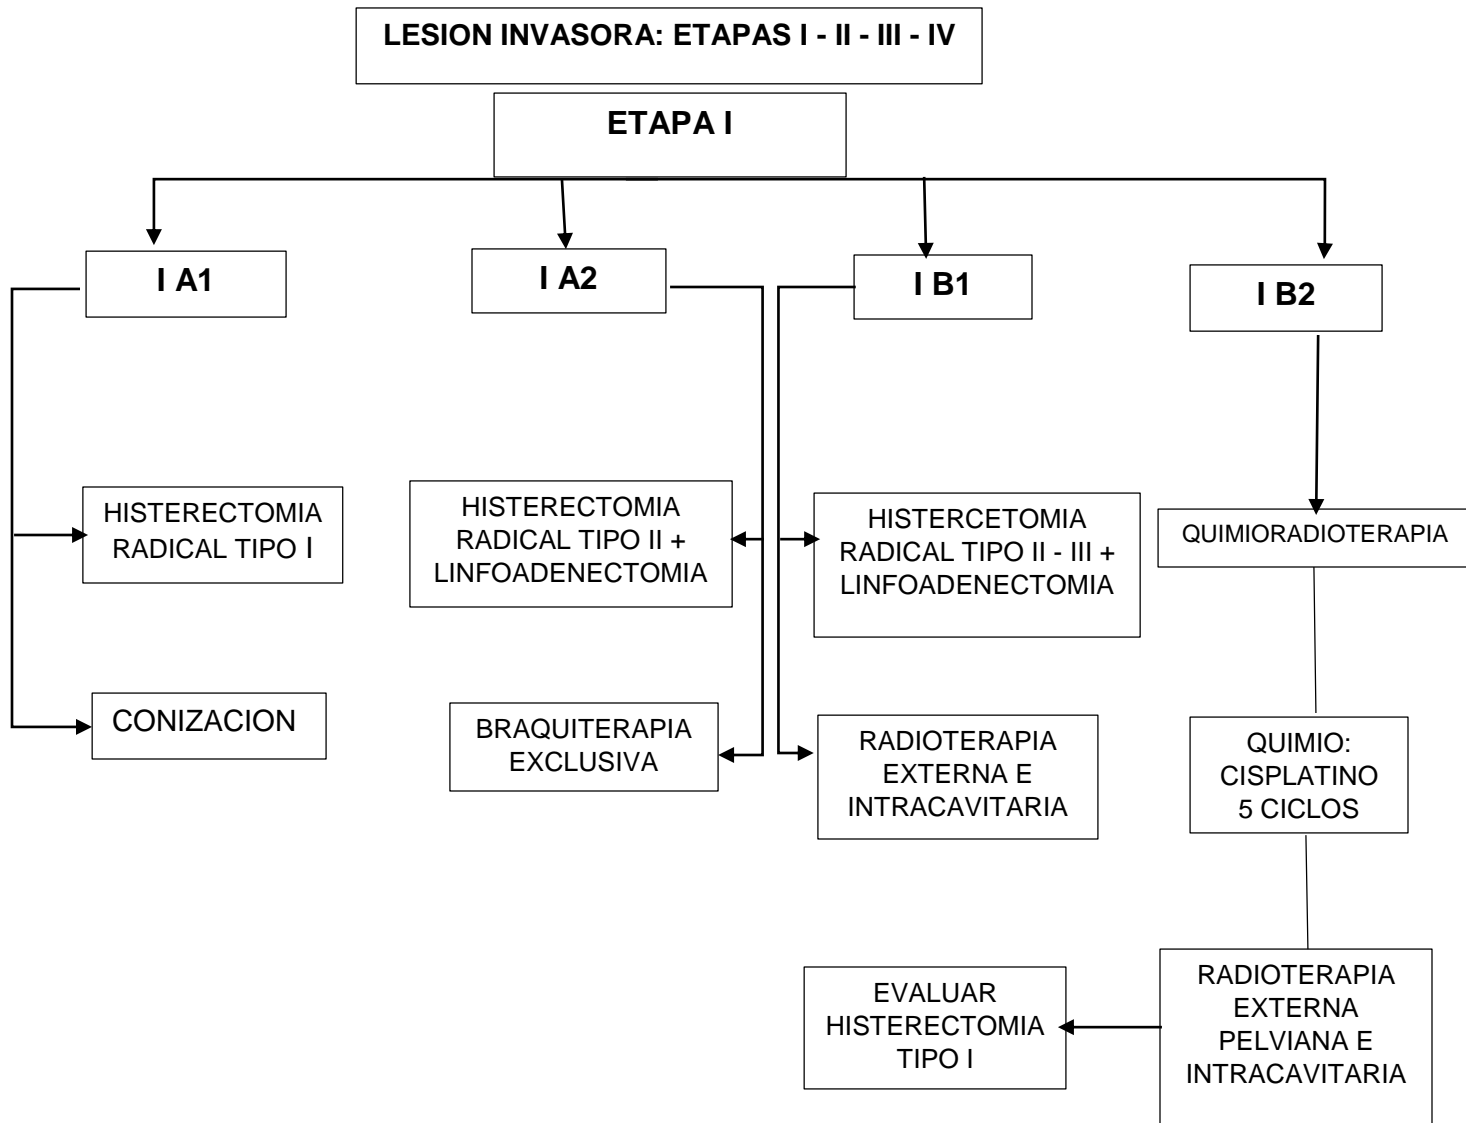 LESION INVASORA: ETAPAS I - II - III - IV
ETAPA I
I A1
I A2
I B1
I B2
HISTERECTOMIA
RADICAL TIPO I
HISTERECTOMIA
RADICAL TIPO II +
LINFOADENECTOMIA
HISTERCETOMIA
RADICAL TIPO II - III +
LINFOADENECTOMIA
QUIMIORADIOTERAPIA
CONIZACION
BRAQUITERAPIA
EXCLUSIVA
RADIOTERAPIA
EXTERNA E
INTRACAVITARIA
QUIMIO:
CISPLATINO
5 CICLOS
EVALUAR
HISTERECTOMIA
TIPO I
RADIOTERAPIA
EXTERNA
PELVIANA E
INTRACAVITARIA